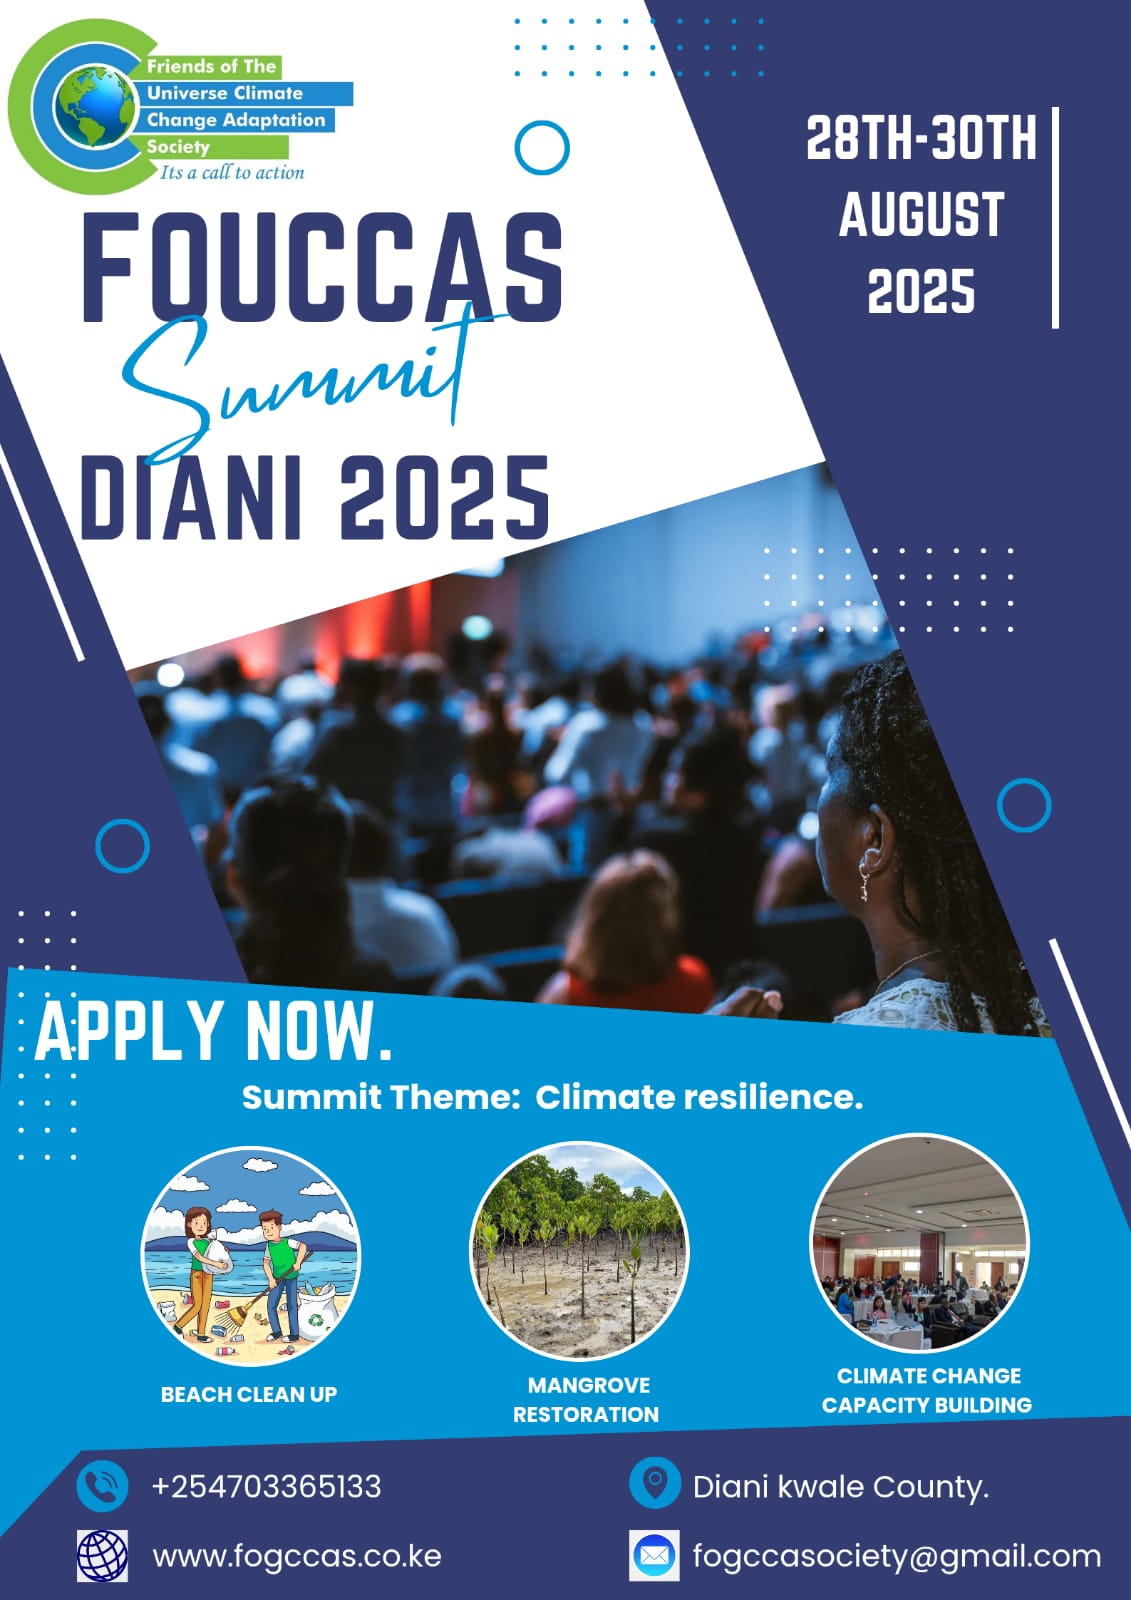 Friends of The
Universe Climate
Change Adaptation
Society
Its a call to action
28TH-30TH
AUGUST
2025
FOUCCAS
Summit
DIANI 2025
APPLY NOW.
Summit Theme: Climate resilience.
BEACH CLEAN UP
MANGROVE
RESTORATION
CLIMATE CHANGE
CAPACITY BUILDING
+254703365133
Diani kwale County.
www.fogccas.co.ke
fogccasociety@gmail.com